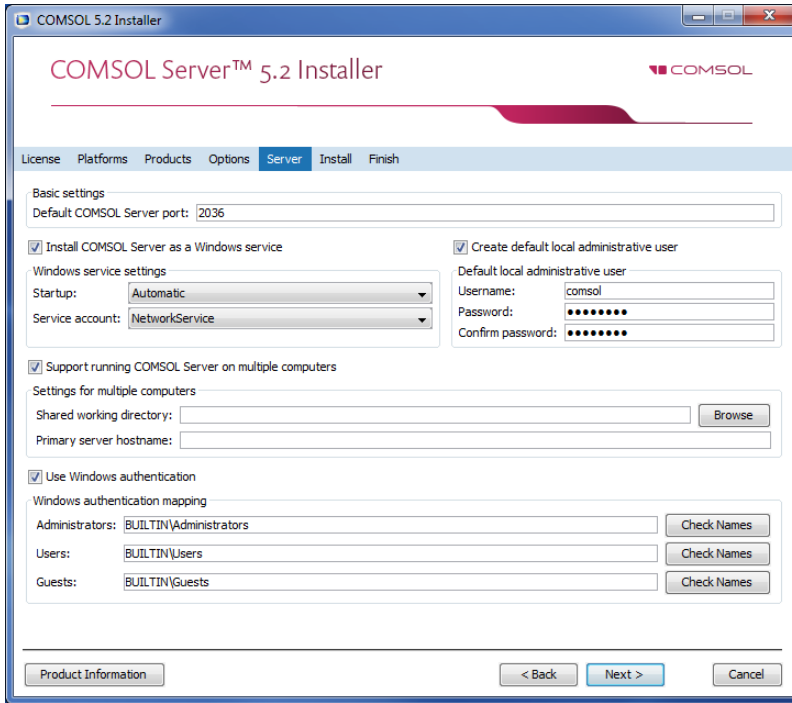 COMSOL 5.2 Installer
COMSOL Server™ 5.2 Installer
COMSOL
License Platforms Products Options Server Install Finish
Basic settings
Default COMSOL Server port: 2036
Install COMSOL Server as a Windows service
Create default local administrative user
Windows service settings
Startup: Automatic
Service account: NetworkService
Default local administrative user
Username: comsol
Password: ••••••••
Confirm password: ••••••••
Support running COMSOL Server on multiple computers
Settings for multiple computers
Shared working directory: Browse
Primary server hostname:
Use Windows authentication
Windows authentication mapping
Administrators: BUILTIN\Administrators Check Names
Users: BUILTIN\Users Check Names
Guests: BUILTIN\Guests Check Names
Product Information < Back Next > Cancel